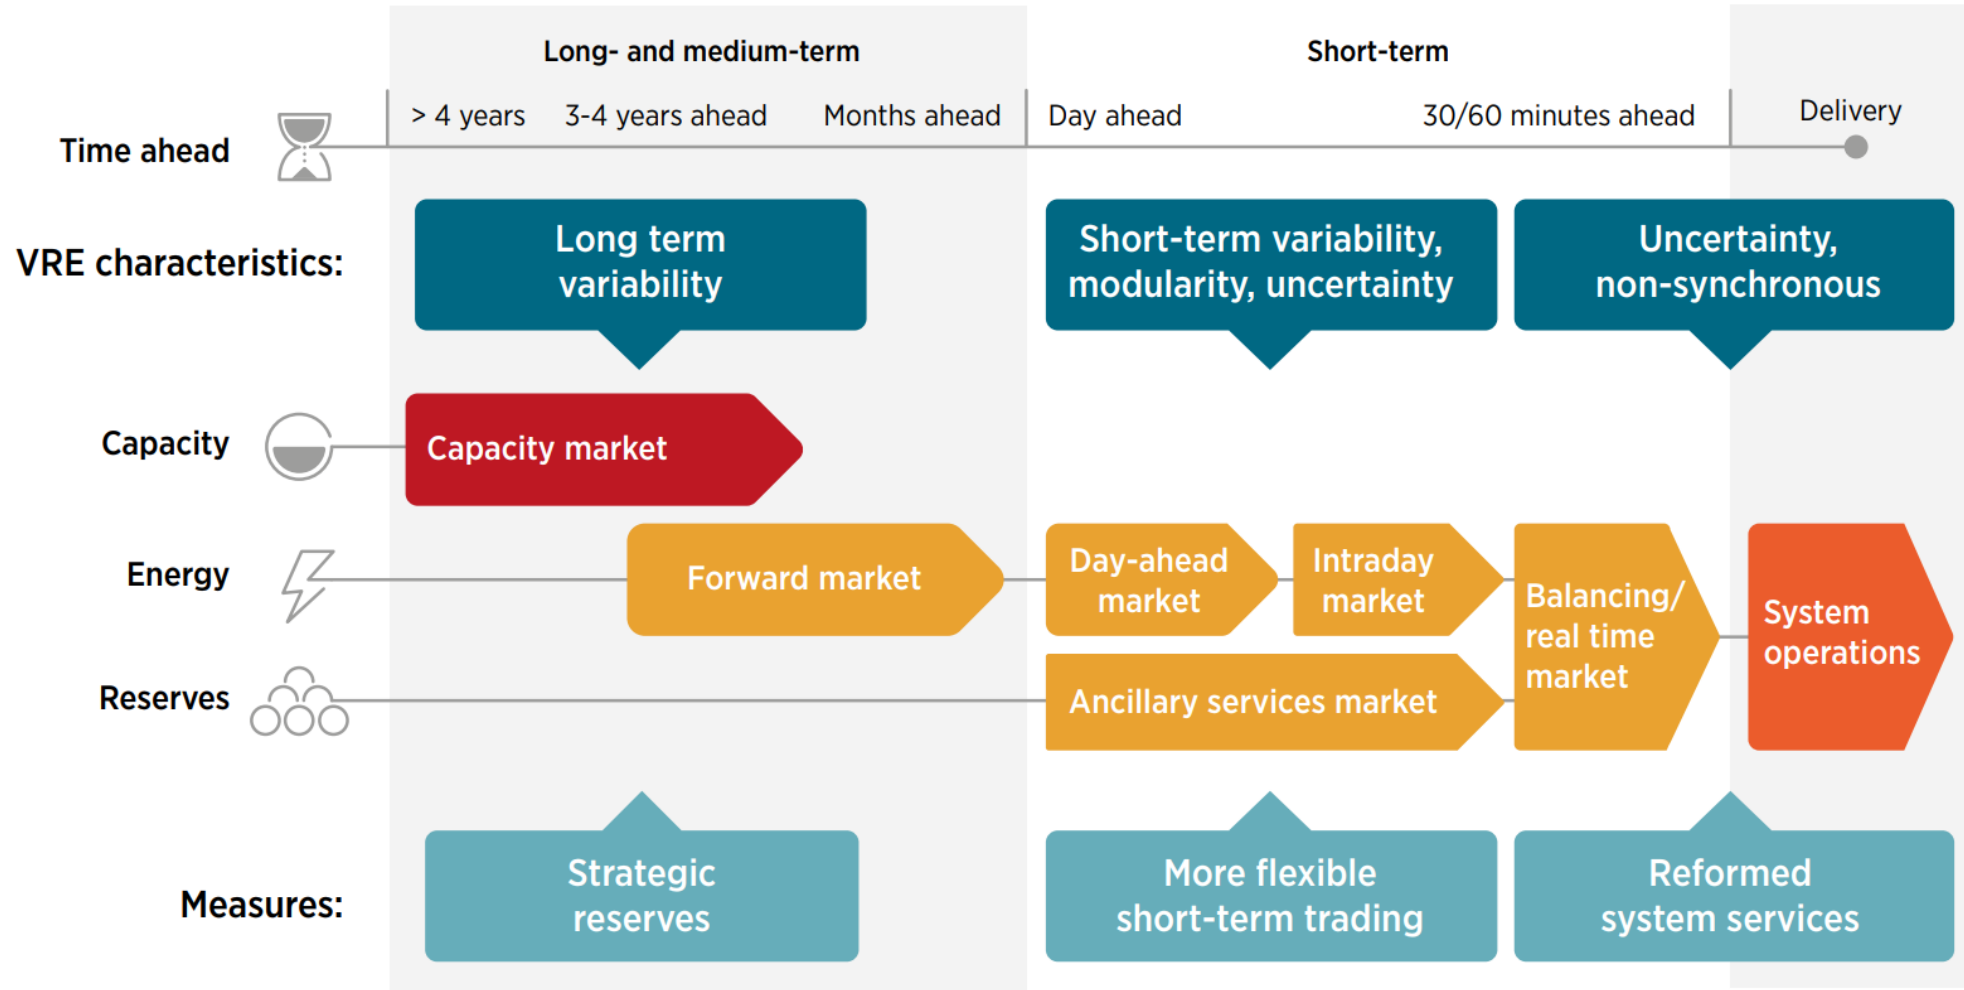 Long- and medium-term
Short-term
> 4 years
3-4 years ahead
Months ahead
Day ahead
30/60 minutes ahead
Delivery
Time ahead
VRE characteristics:
Long term
variability
Short-term variability,
modularity, uncertainty
Uncertainty,
non-synchronous
Capacity
Capacity market
Energy
Forward market
Day-ahead
market
Intraday
market
Balancing/
real time
market
System
operations
Reserves
Ancillary services market
Measures:
Strategic
reserves
More flexible
short-term trading
Reformed
system services